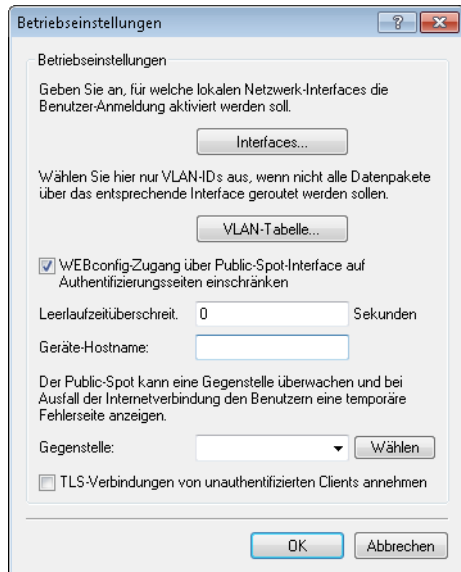 Betriebseinstellungen
?
Betriebseinstellungen
Geben Sie an, für welche lokalen Netzwerk-Interfaces die
Benutzer-Anmeldung aktiviert werden soll.
Interfaces...
Wählen Sie hier nur VLAN-IDs aus, wenn nicht alle Datenpakete
über das entsprechende Interface geroutet werden sollen.
VLAN-Tabelle...
WEBconfig-Zugang über Public-Spot-Interface auf
Authentifizierungsseiten einschränken
Leerlaufzeitüberschreit. 0 Sekunden
Geräte-Hostname:
Der Public-Spot kann eine Gegenstelle überwachen und bei
Ausfall der Internetverbindung den Benutzern eine temporäre
Fehlerseite anzeigen.
Gegenstelle: Wählen
TLS-Verbindungen von unauthentifizierten Clients annehmen
OK Abbrechen